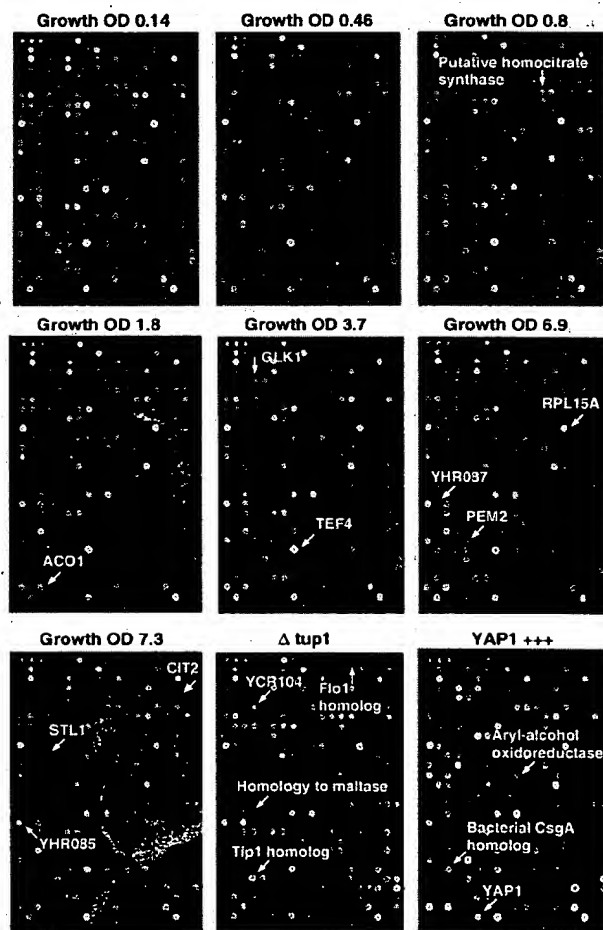 Growth OD 0.14
Growth OD 0.46
Growth OD 0.8
Putative homocitrate
synthase
Growth OD 1.8
Growth OD 3.7
Growth OD 6.9
GLK1
RPL15A
YHR087
PEM2
TEF4
ACO1
Growth OD 7.3
Δ tup1
YAP1 +++
CIT2
YCR104
Flo1
homolog
STL1
Aryl-alcohol
oxidoreductase
Homology to maltase
YHR085
Bacterial CsgA
homolog
Tip1 homolog
YAP1